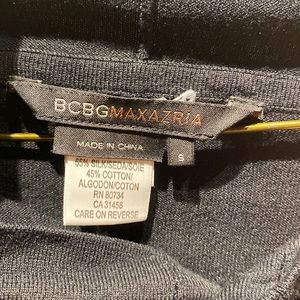 BCBGMAXAZRIA
MADE IN CHINA
S
55% SILK/SEDA/SOIE
45% COTTON/
ALGODON/COTON
RN 80734
CA 31458
CARE ON REVERSE